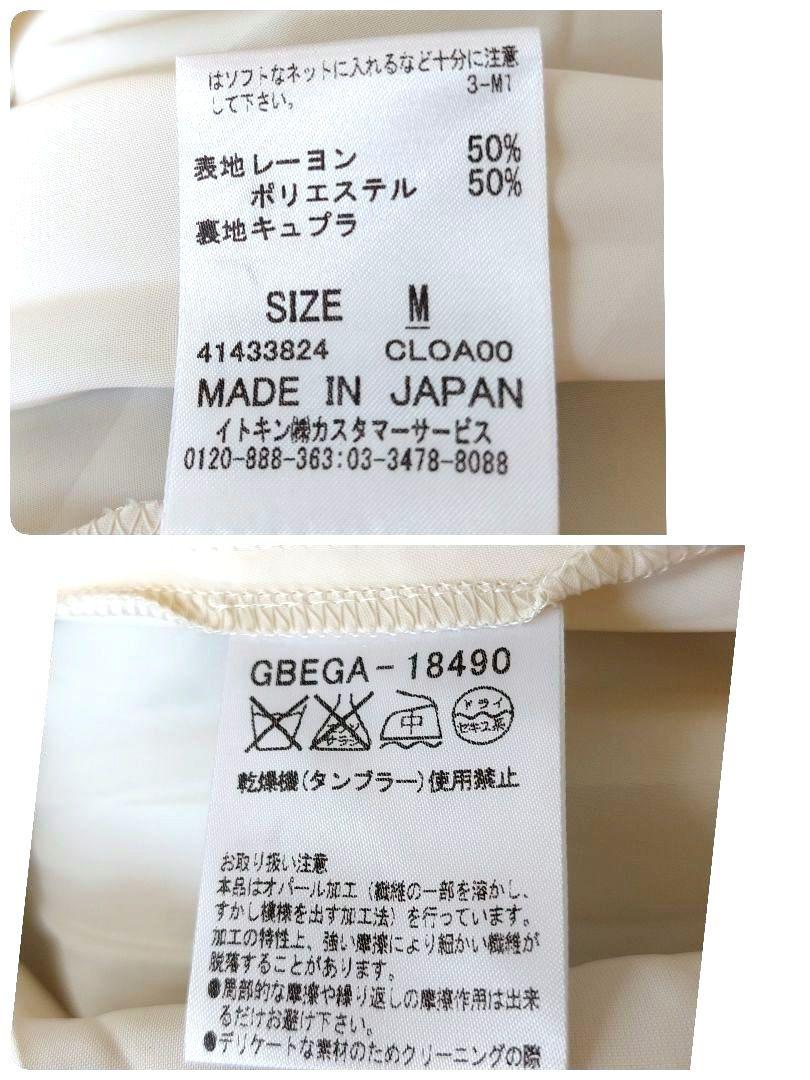 はソフトなネットに入れるなど十分に注意
して下さい。
3-M1
表地レーヨン 50%
ポリエステル 50%
裏地キュプラ
SIZE M
41433824 CLOA00
MADE IN JAPAN
イトキン㈱カスタマーサービス
0120-888-363:03-3478-8088
GBEGA-18490
エンソ
サラシ
中
ドライ
セキユ系
乾燥機(タンブラー)使用禁止
お取り扱い注意
本品はオパール加工(繊維の一部を溶かし、
すかし模様を出す加工法)を行っています。
加工の特性上、強い摩擦により細かい繊維が
脱落することがあります。
●局部的な摩擦や繰り返しの摩擦作用は出来
るだけお避け下さい。
●デリケートな素材のためクリーニングの際